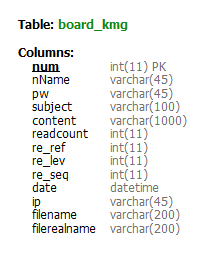 Table: board_kmg
Columns:
num int(11) PK
nName varchar(45)
pw varchar(45)
subject varchar(100)
content varchar(1000)
readcount int(11)
re_ref int(11)
re_lev int(11)
re_seq int(11)
date datetime
ip varchar(45)
filename varchar(200)
filerealname varchar(200)